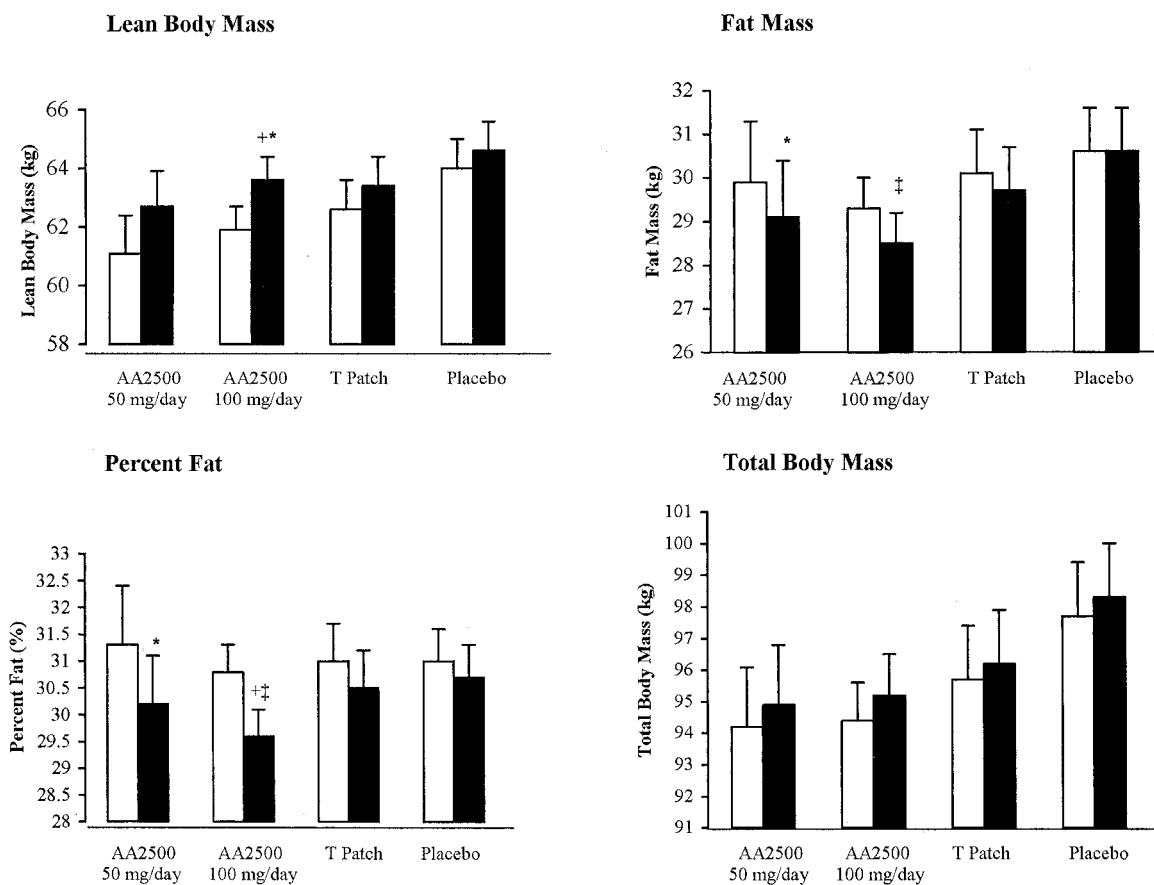 Lean Body Mass
Lean Body Mass (kg)
66
64
62
60
58
+*
AA2500
50 mg/day
AA2500
100 mg/day
T Patch
Placebo
Fat Mass
Fat Mass (kg)
32
31
30
29
28
27
26
*
‡
AA2500
50 mg/day
AA2500
100 mg/day
T Patch
Placebo
Percent Fat
Percent Fat (%)
33
32.5
32
31.5
31
30.5
30
29.5
29
28.5
28
*
+‡
AA2500
50 mg/day
AA2500
100 mg/day
T Patch
Placebo
Total Body Mass
Total Body Mass (kg)
101
100
99
98
97
96
95
94
93
92
91
AA2500
50 mg/day
AA2500
100 mg/day
T Patch
Placebo